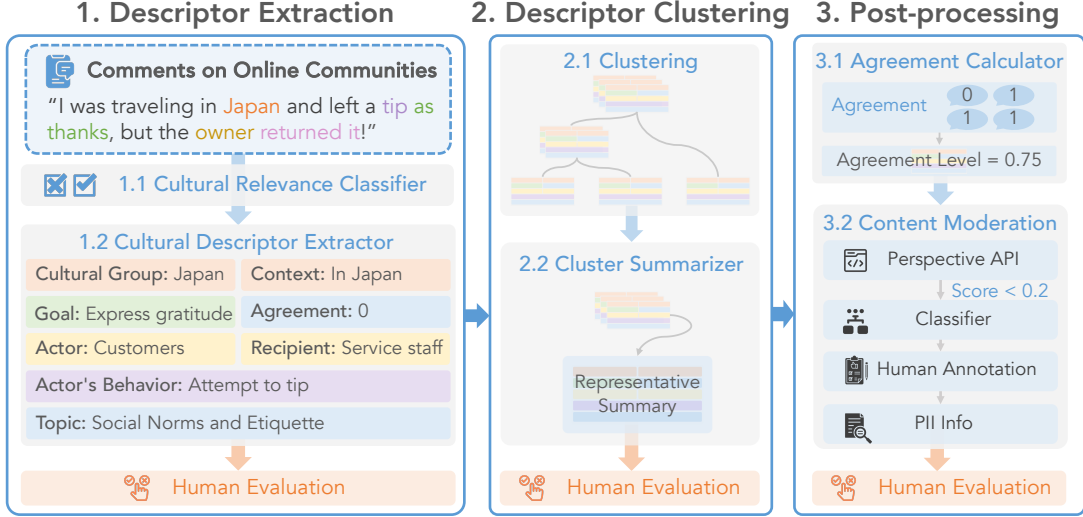 1. Descriptor Extraction
Comments on Online Communities
“I was traveling in Japan and left a tip as
thanks, but the owner returned it!”
1.1 Cultural Relevance Classifier
1.2 Cultural Descriptor Extractor
Cultural Group: Japan
Context: In Japan
Goal: Express gratitude
Agreement: 0
Actor: Customers
Recipient: Service staff
Actor's Behavior: Attempt to tip
Topic: Social Norms and Etiquette
Human Evaluation
2. Descriptor Clustering
2.1 Clustering
2.2 Cluster Summarizer
Representative
Summary
Human Evaluation
3. Post-processing
3.1 Agreement Calculator
Agreement
0 1
1 1
Agreement Level = 0.75
3.2 Content Moderation
Perspective API
Score < 0.2
Classifier
Human Annotation
PII Info
Human Evaluation